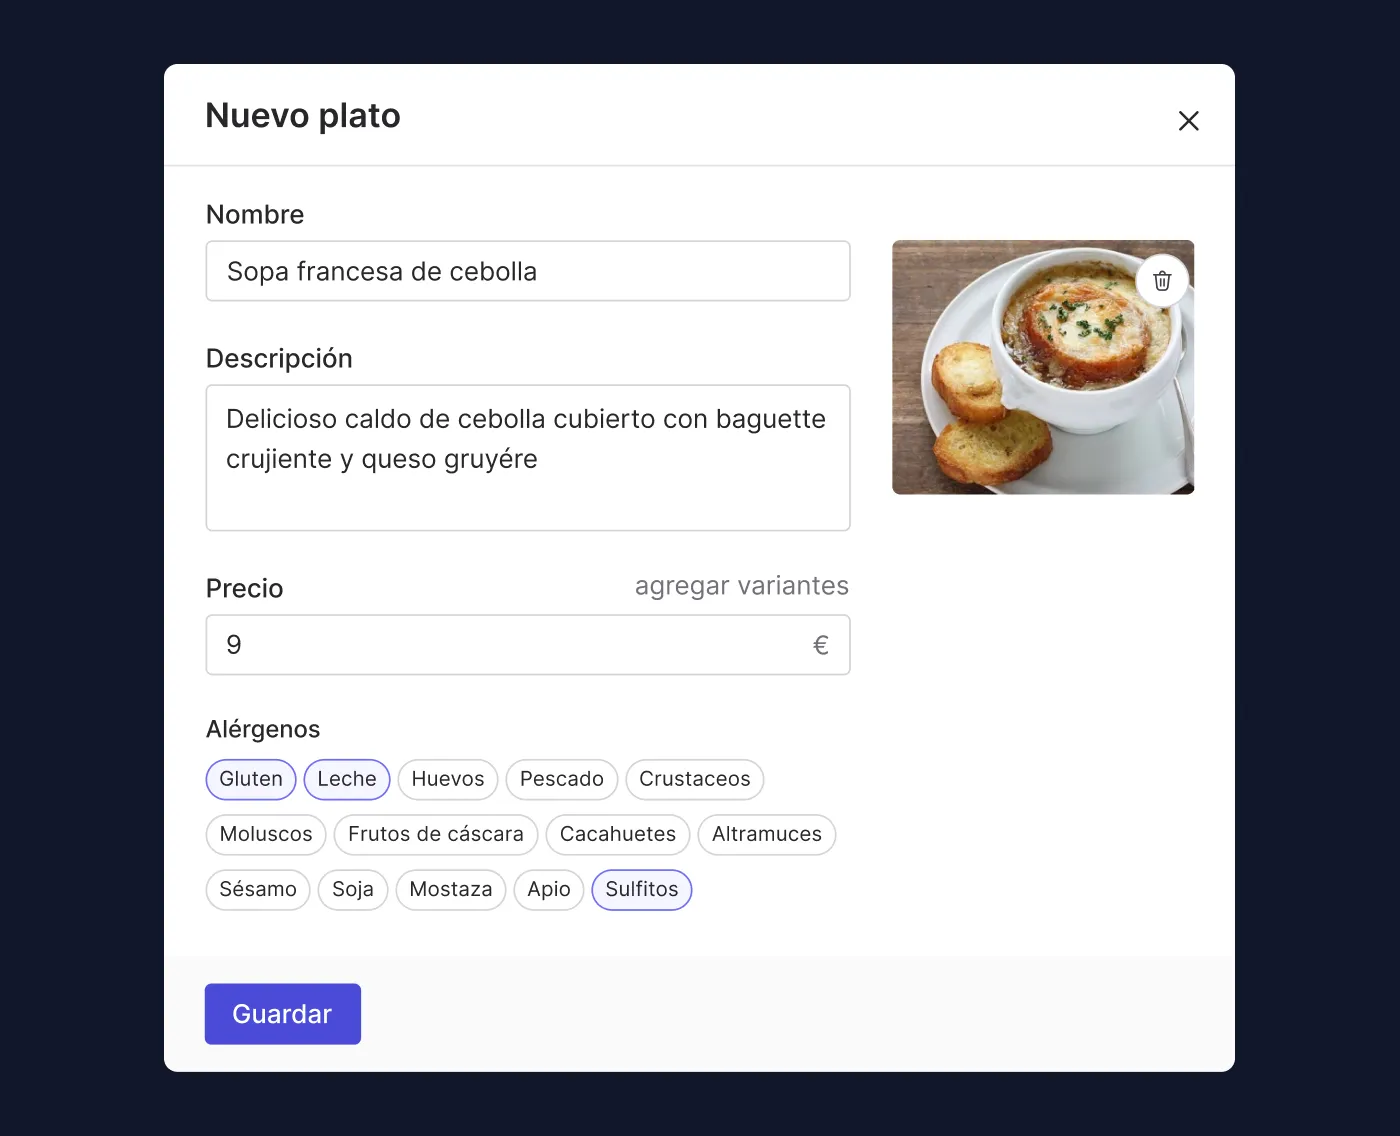 Nuevo plato
Nombre
Sopa francesa de cebolla
Descripción
Delicioso caldo de cebolla cubierto con baguette
crujiente y queso gruyére
Precio
agregar variantes
9
€
Alérgenos
Gluten Leche Huevos Pescado Crustaceos
Moluscos Frutos de cáscara Cacahuetes Altramuces
Sésamo Soja Mostaza Apio Sulfitos
Guardar